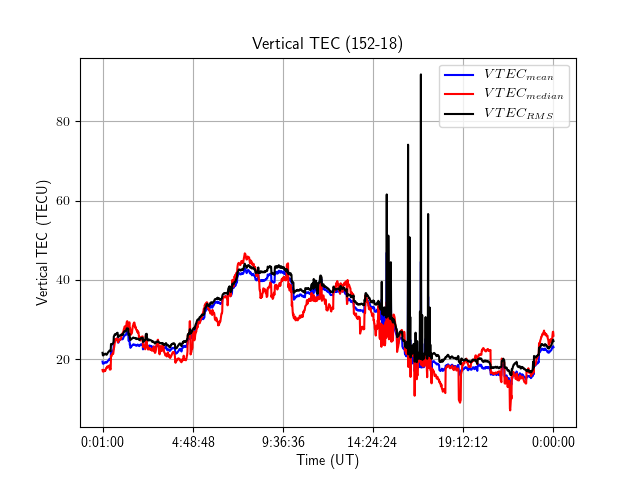 Vertical TEC (152-18)
VTEC_mean
VTEC_median
VTEC_RMS
Vertical TEC (TECU)
80
60
40
20
0:01:00 4:48:48 9:36:36 14:24:24 19:12:12 0:00:00
Time (UT)